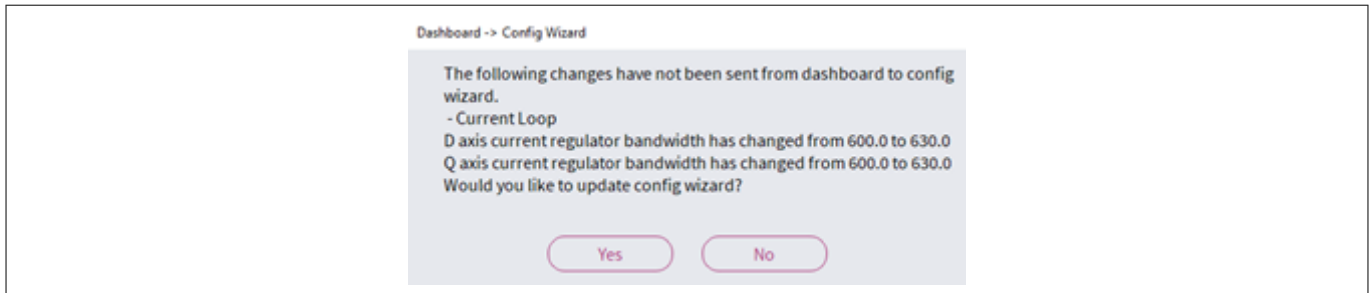 Dashboard -> Config Wizard
The following changes have not been sent from dashboard to config
wizard.
- Current Loop
D axis current regulator bandwidth has changed from 600.0 to 630.0
Q axis current regulator bandwidth has changed from 600.0 to 630.0
Would you like to update config wizard?
Yes No